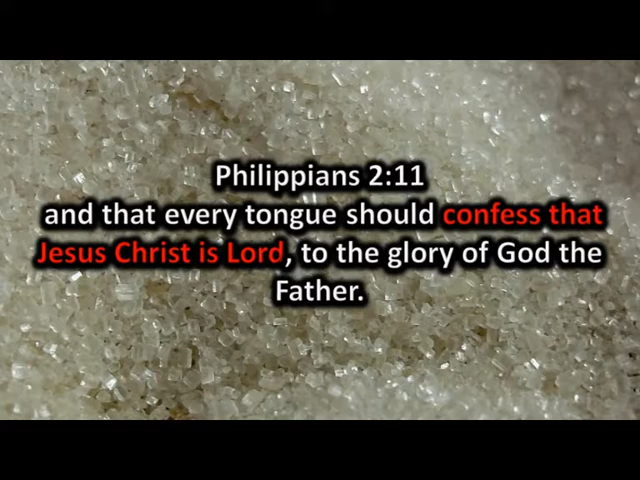 Philippians 2:11
and that every tongue should confess that
Jesus Christ is Lord, to the glory of God the
Father.